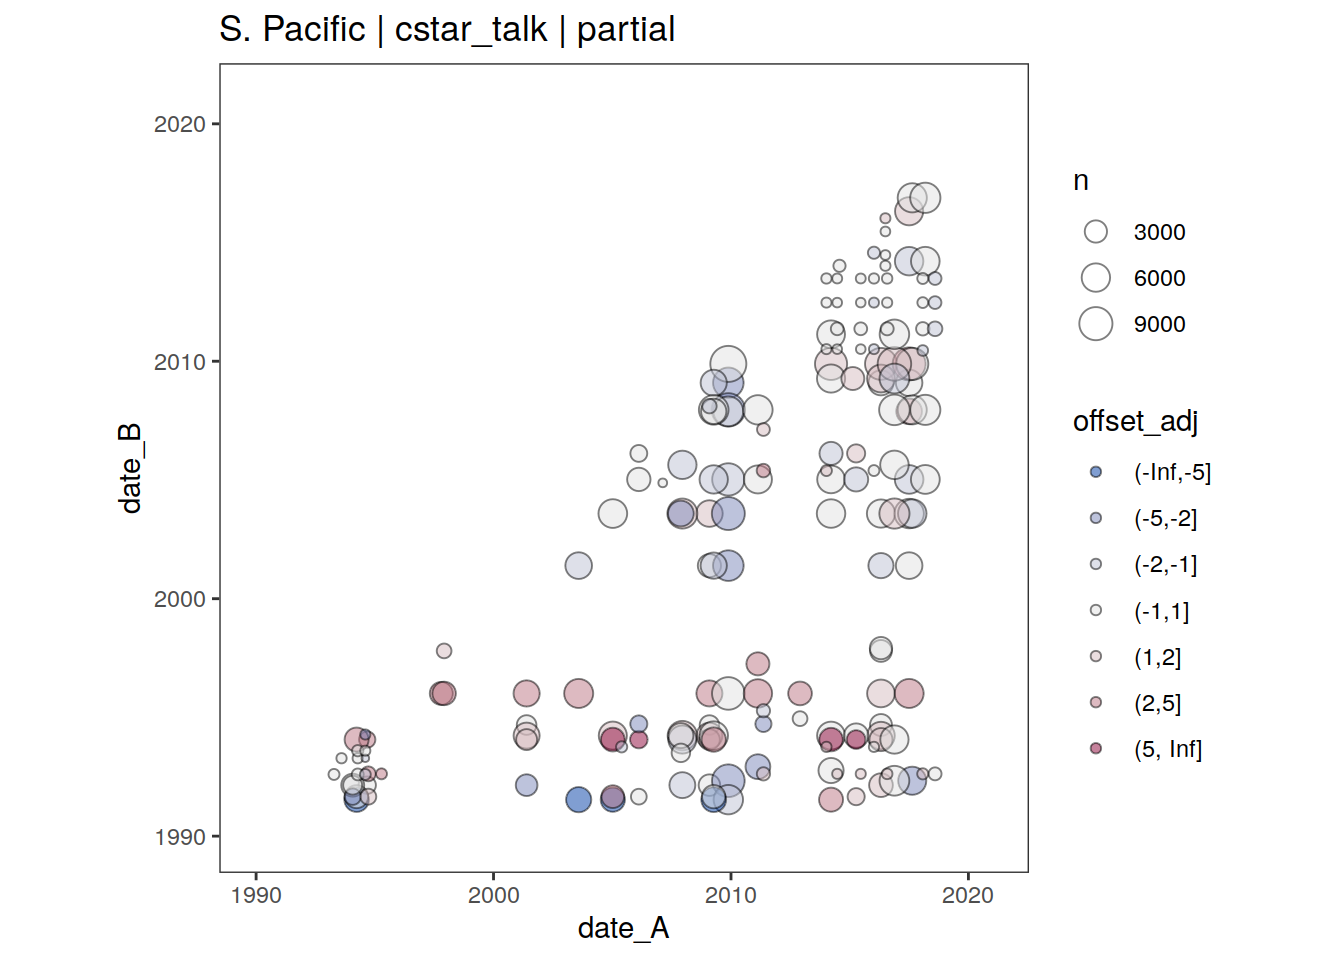 S. Pacific | cstar_talk | partial
date_B
2020
2010
2000
1990
1990 2000 2010 2020
date_A
n
3000
6000
9000
offset_adj
(-Inf,-5]
(-5,-2]
(-2,-1]
(-1,1]
(1,2]
(2,5]
(5, Inf]